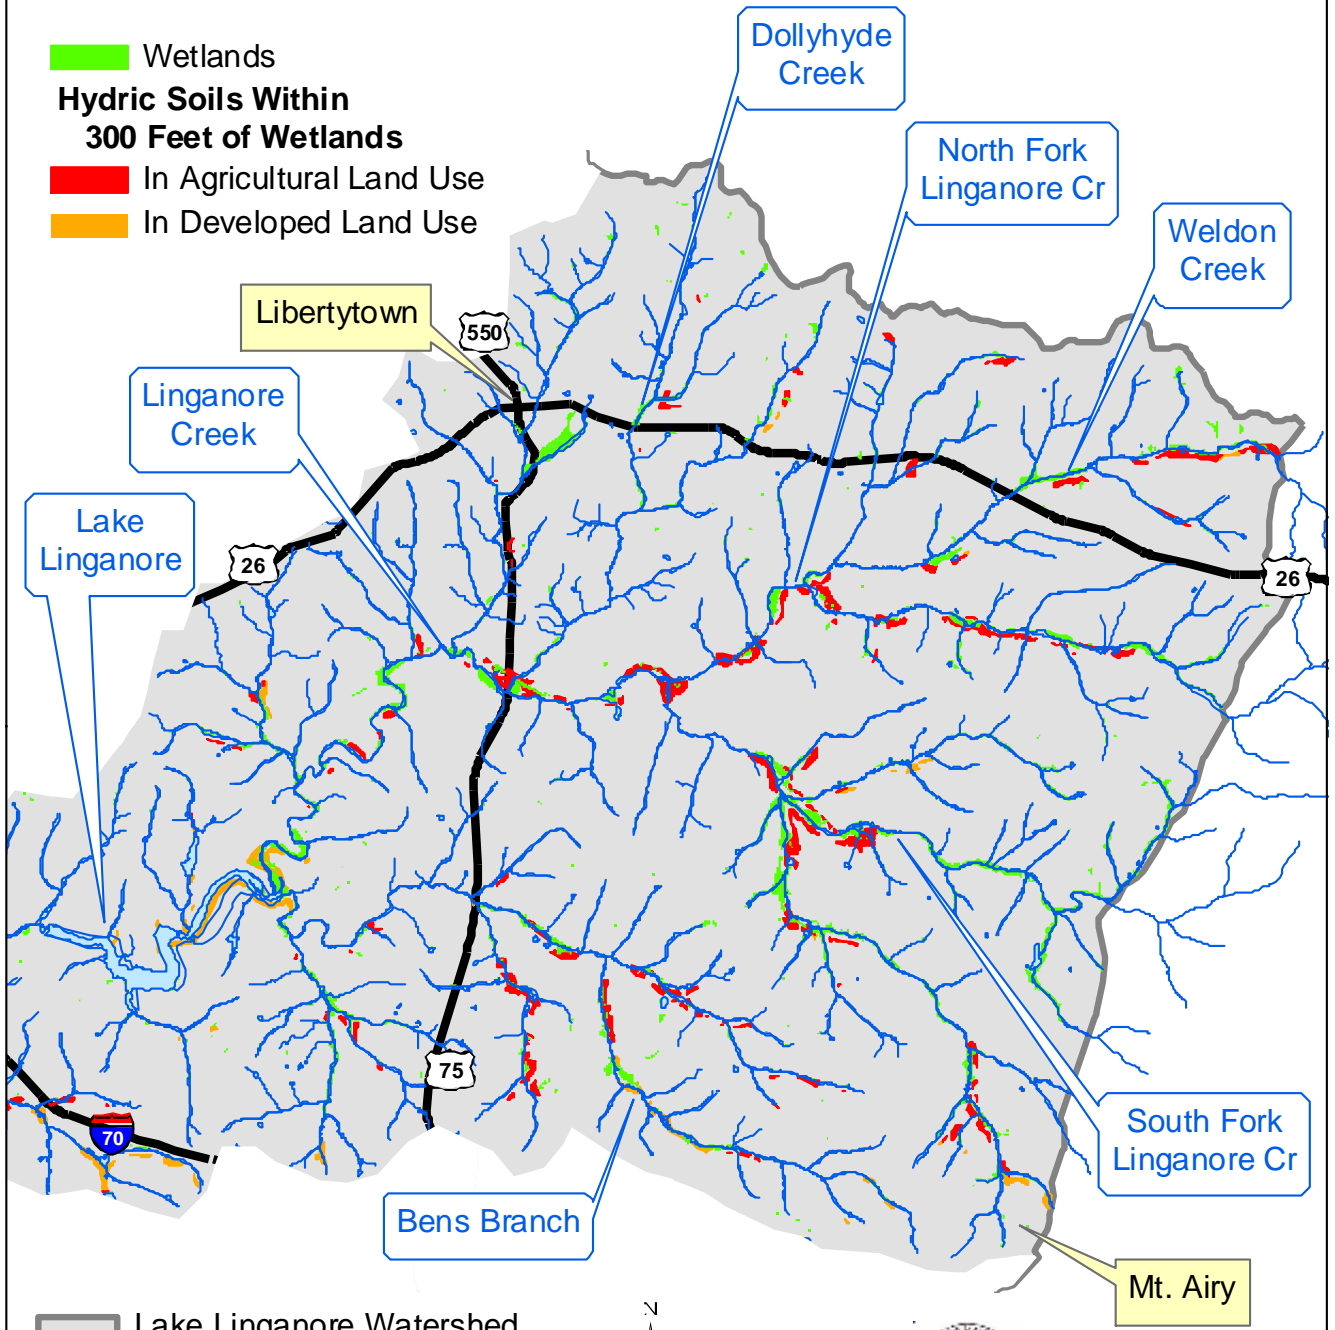 Wetlands
Hydric Soils Within
300 Feet of Wetlands
In Agricultural Land Use
In Developed Land Use
Dollyhyde
Creek
North Fork
Linganore Cr
Weldon
Creek
Libertytown
550
Linganore
Creek
Lake
Linganore
26
26
75
70
South Fork
Linganore Cr
Bens Branch
Mt. Airy
Lake Linganore Watershed
N